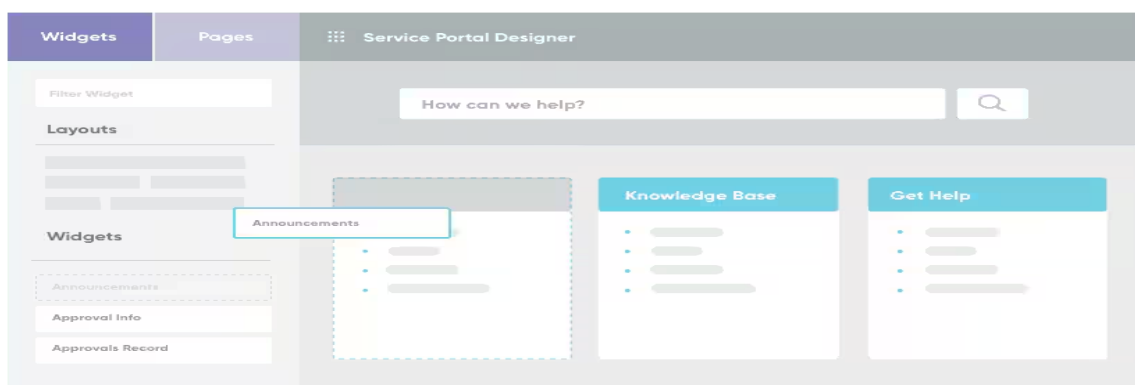 Widgets
Pages
Service Portal Designer
Filter Widget
How can we help?
Layouts
Knowledge Base
Get Help
Announcements
Widgets
Announcements
Approval Info
Approvals Record